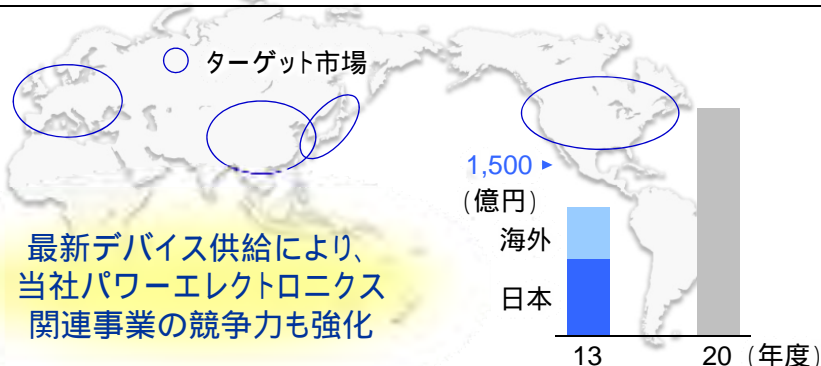 ターゲット市場
1,500
(億円)
海外
日本
最新デバイス供給により、
当社パワーエレクトロニクス
関連事業の競争力も強化
13
20 (年度)